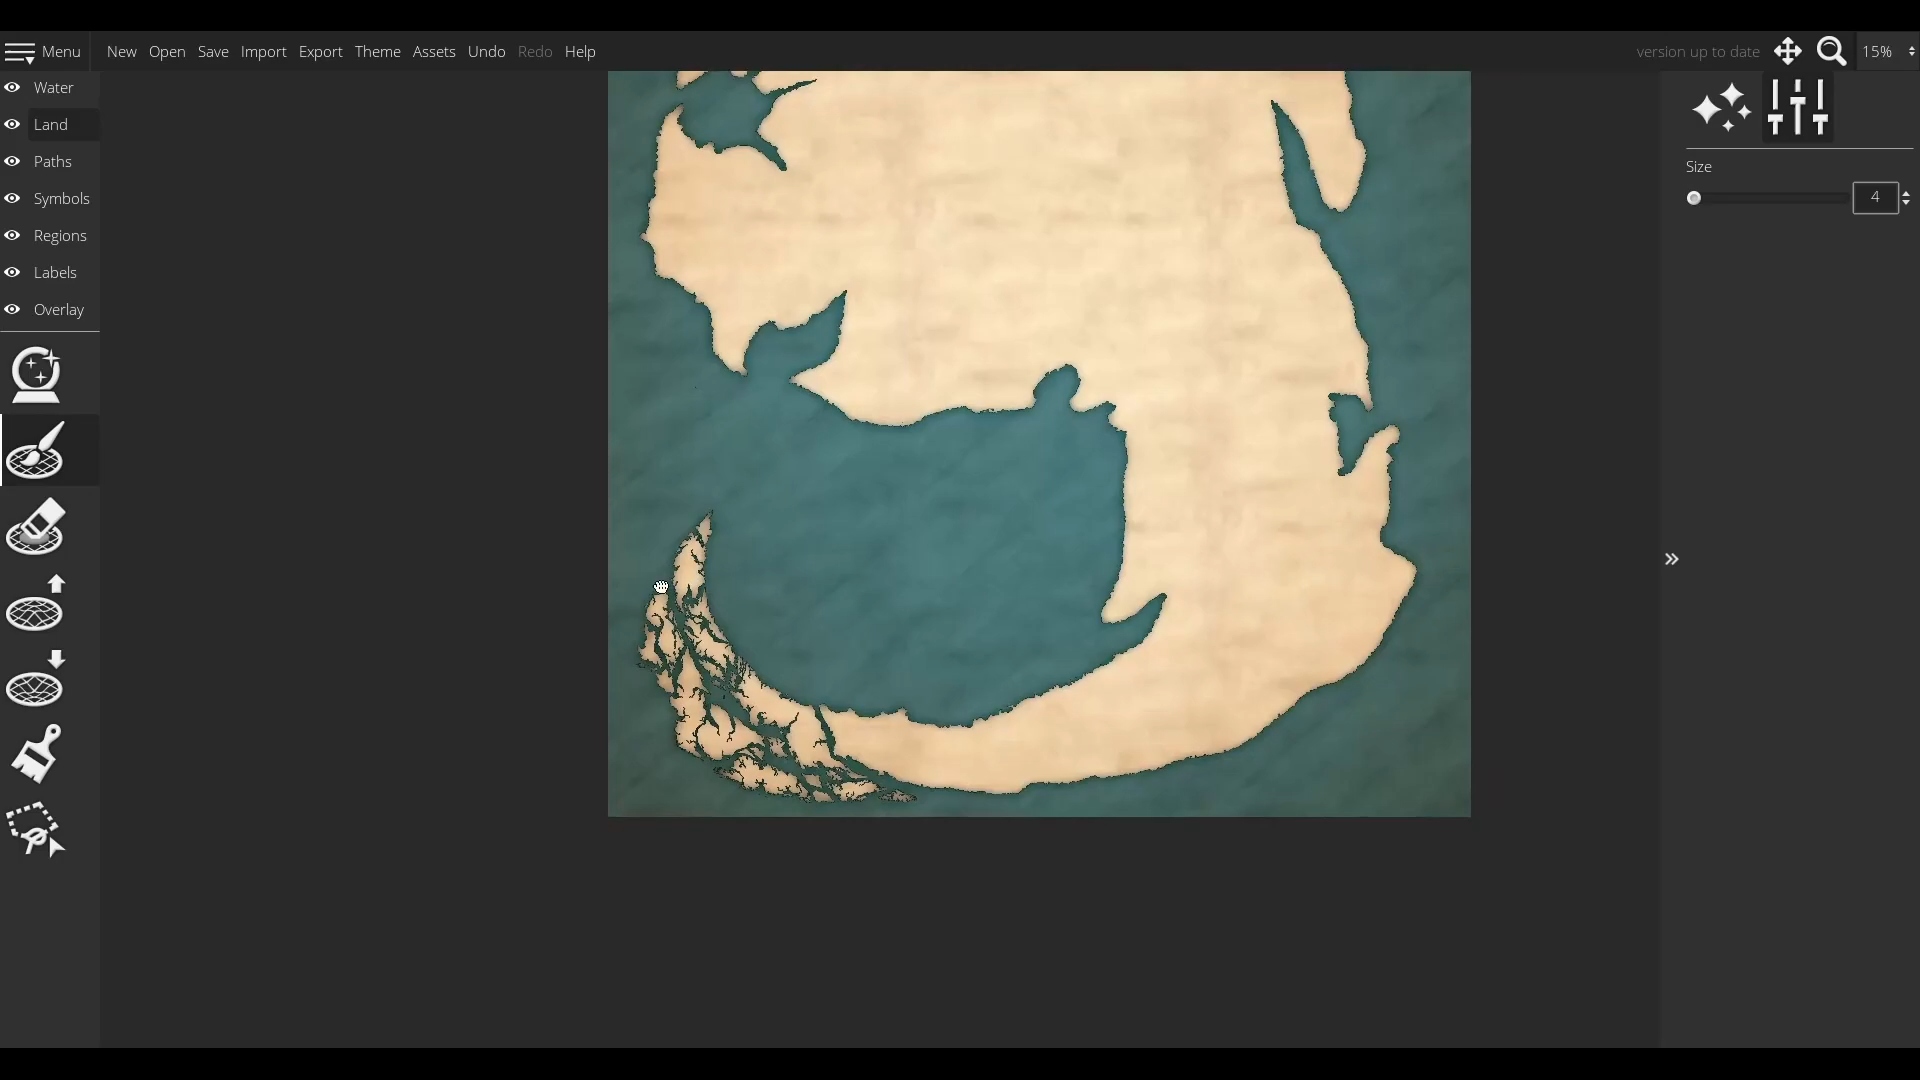 Menu New Open Save Import Export Theme Assets Undo Redo Help version up to date 15%
Water
Land
Paths
Symbols
Regions
Labels
Overlay
Size
4